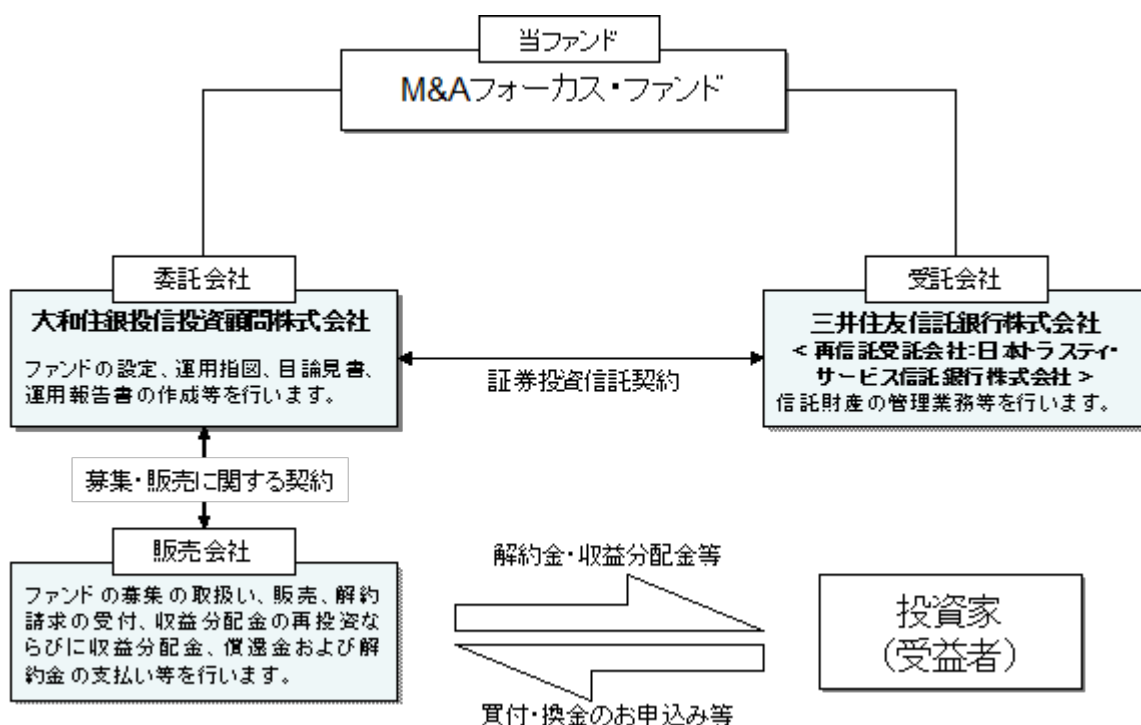 当ファンド
M&Aフォーカス・ファンド
委託会社
大和住銀投信投資顧問株式会社
ファンドの設定、運用指図、目論見書、
運用報告書の作成等を行います。
受託会社
三井住友信託銀行株式会社
<再信託受託会社:日本トラスティ・
サービス信託銀行株式会社>
信託財産の管理業務等を行います。
証券投資信託契約
募集・販売に関する契約
販売会社
ファンドの募集の取扱い、販売、解約
請求の受付、収益分配金の再投資な
らびに収益分配金、償還金および解
約金の支払い等を行います。
解約金・収益分配金等
買付・換金のお申込み等
投資家
(受益者)